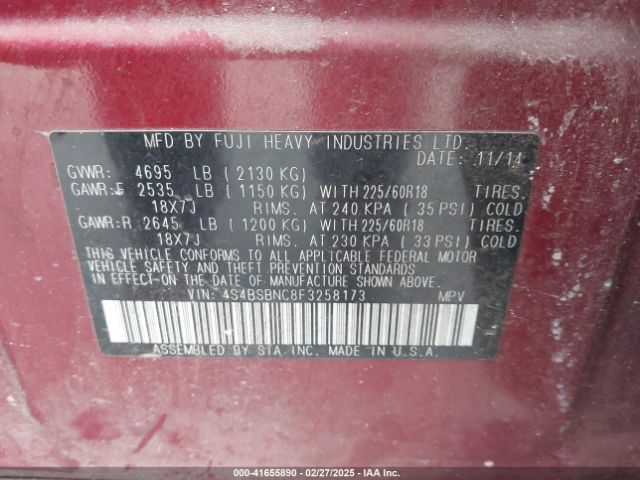 MFD BY FUJI HEAVY INDUSTRIES LTD.
DATE: 11/14
GVWR: 4695 LB (2130 KG)
GAWR:F 2535 LB (1150 KG) WITH 225/60R18 TIRES.
18X7J RIMS. AT 240 KPA (35 PSI) COLD
GAWR:R 2645 LB (1200 KG) WITH 225/60R18 TIRES.
18X7J RIMS. AT 230 KPA (33 PSI) COLD
THIS VEHICLE CONFORMS TO ALL APPLICABLE FEDERAL MOTOR
VEHICLE SAFETY AND THEFT PREVENTION STANDARDS
IN EFFECT ON THE DATE OF MANUFACTURE SHOWN ABOVE.
VIN: 4S4BSBNC8F3258173 MPV
ASSEMBLED BY SIA INC. MADE IN U.S.A.
000-41655890 - 02/27/2025 - IAA Inc.